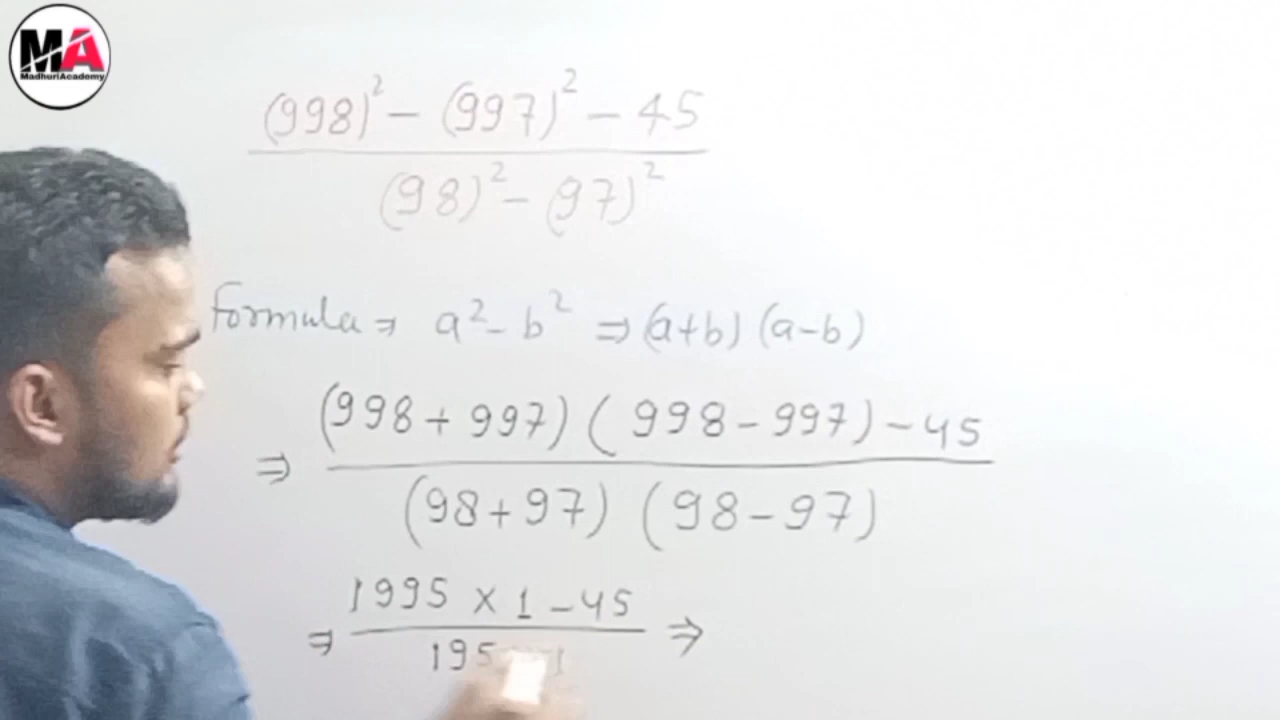 MA
MadhuriAcademy
(998)² - (997)² - 45
(98)² - (97)²
formula ⇒ a² - b² ⇒ (a+b) (a-b)
⇒ (998 + 997) ( 998 - 997) - 45
(98 + 97) (98 - 97)
⇒ 1995 × 1 - 45 ⇒
195 1